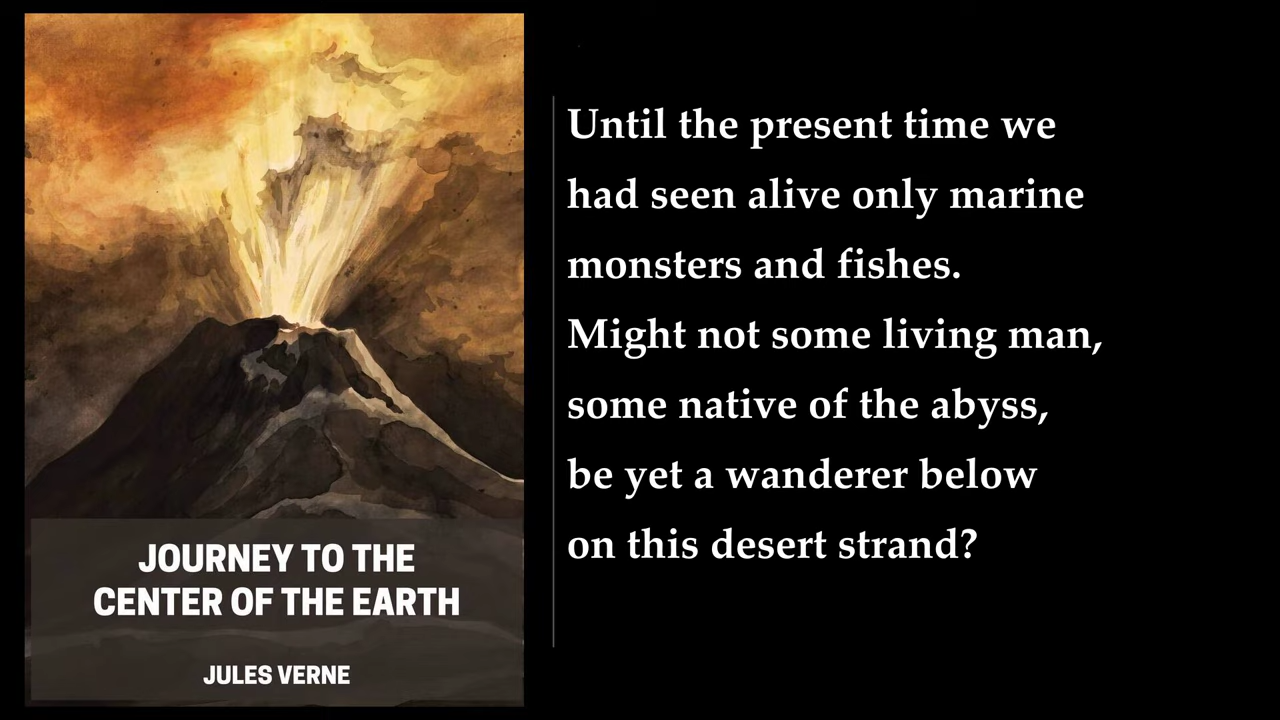 JOURNEY TO THE
CENTER OF THE EARTH
JULES VERNE
Until the present time we
had seen alive only marine
monsters and fishes.
Might not some living man,
some native of the abyss,
be yet a wanderer below
on this desert strand?